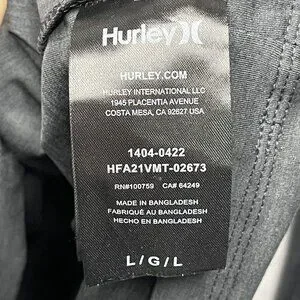 Hurley
HURLEY.COM
HURLEY INTERNATIONAL LLC
1945 PLACENTIA AVENUE
COSTA MESA, CA 92627 USA
1404-0422
HFA21VMT-02673
RN#100759 CA# 64249
MADE IN BANGLADESH
FABRIQUÉ AU BANGLADESH
HECHO EN BANGLADESH
L/G/L